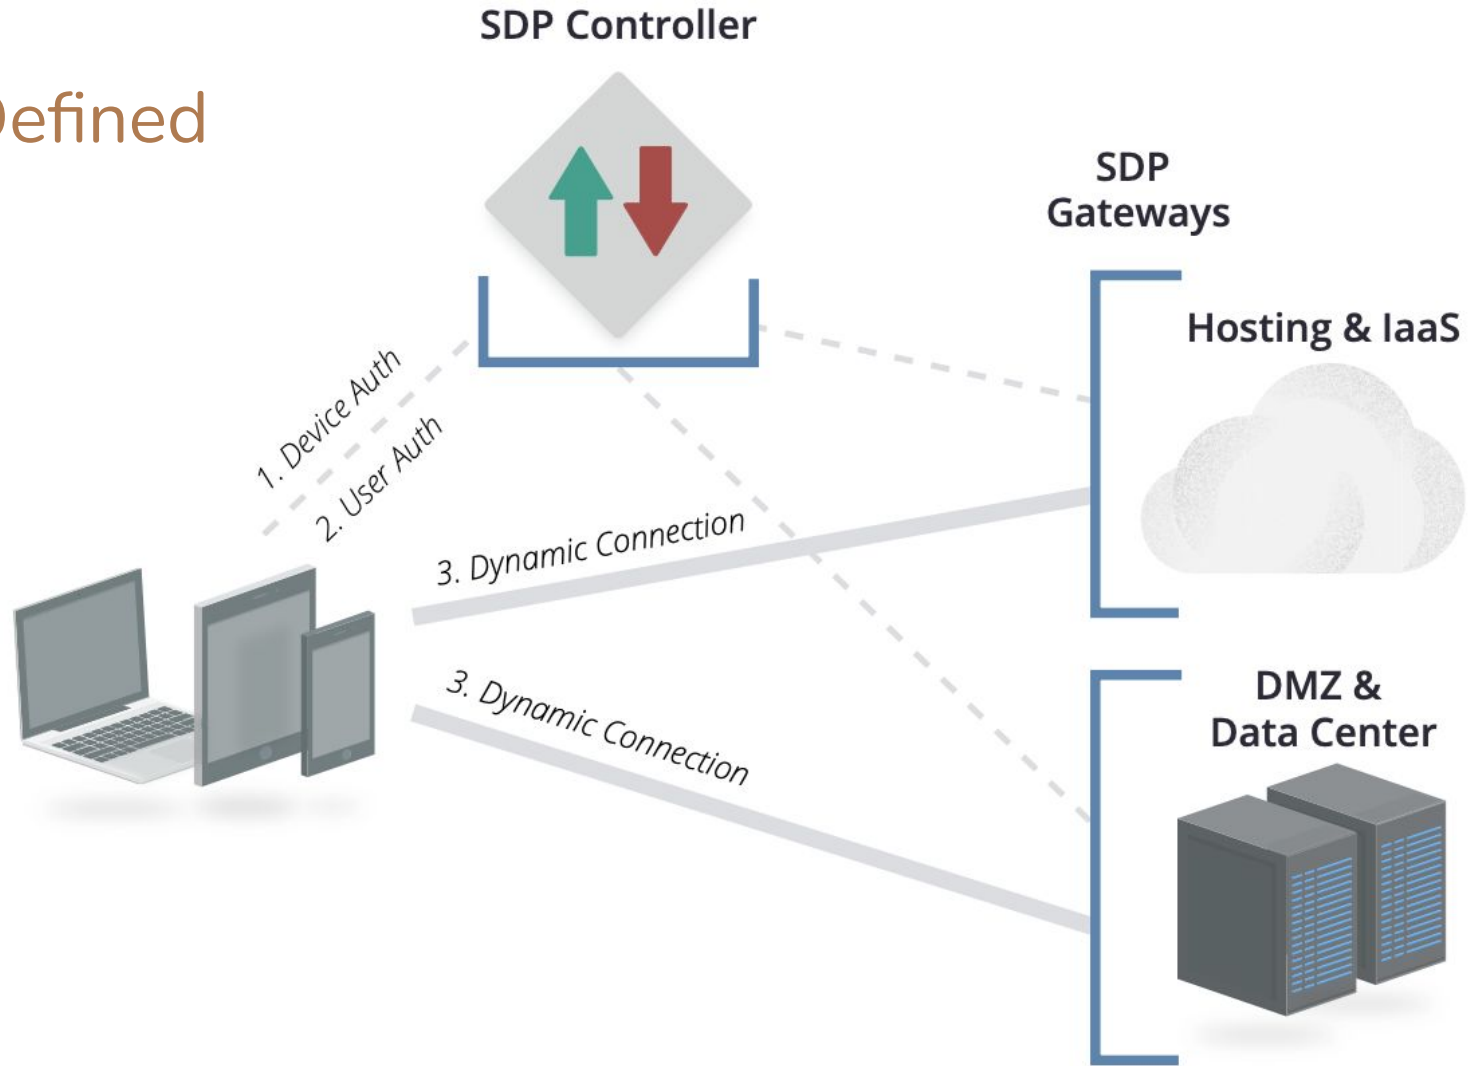 SDP Controller
Defined
SDP
Gateways
Hosting & IaaS
1. Device Auth
2. User Auth
3. Dynamic Connection
3. Dynamic Connection
DMZ &
Data Center